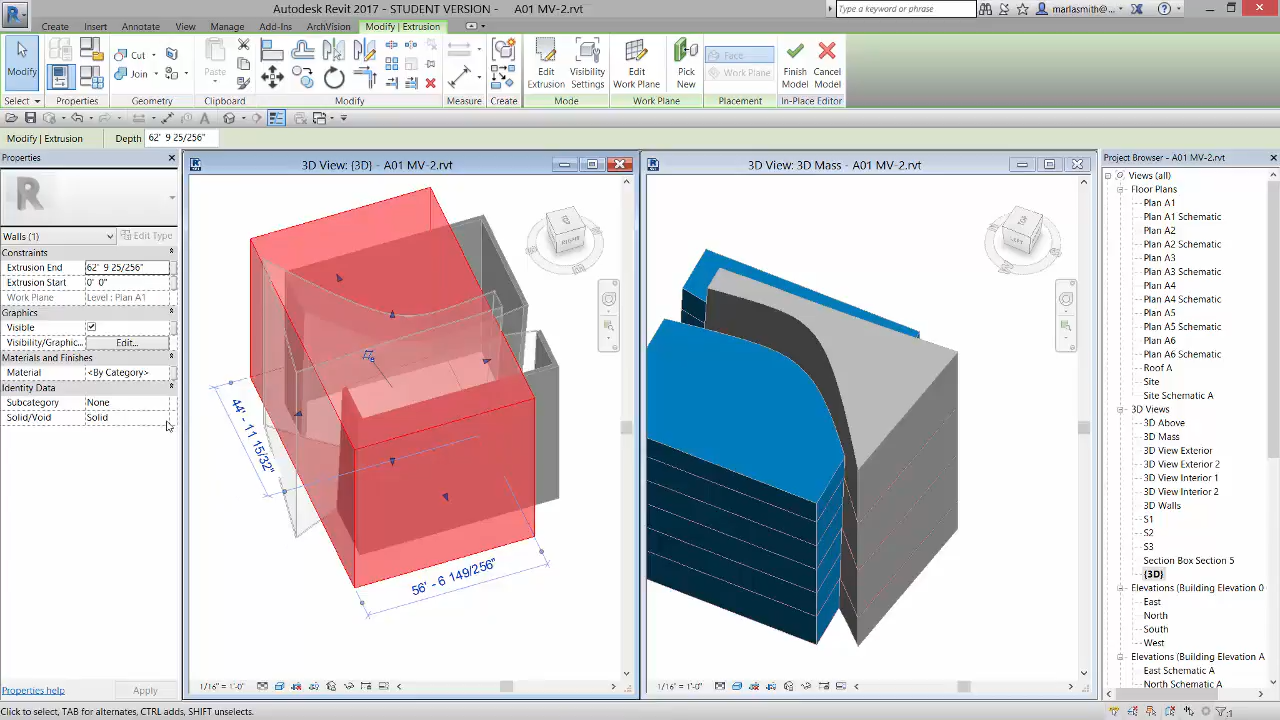 Autodesk Revit 2017 - STUDENT VERSION - A01 MV-2.rvt
Type a keyword or phrase
marlasmith@...
Create
Insert
Annotate
View
Manage
Add-Ins
ArchVision
Modify | Extrusion
Modify
Cut
Join
Paste
Edit Extrusion
Visibility Settings
Edit Work Plane
Pick New
Face
Work Plane
Finish Model
Cancel Model
Select
Properties
Geometry
Clipboard
Modify
Measure
Create
Mode
Work Plane
Placement
In-Place Editor
Modify | Extrusion
Depth 62' 9 25/256"
Properties
R
Walls (1)
Edit Type
Constraints
Extrusion End 62' 9 25/256"
Extrusion Start 0' 0"
Work Plane Level : Plan A1
Graphics
Visible
Visibility/Graphic... Edit...
Materials and Finishes
Material <By Category>
Identity Data
Subcategory None
Solid/Void Solid
Properties help
Apply
3D View: {3D} - A01 MV-2.rvt
44' - 11 15/32"
56' - 6 149/256"
1/16" = 1'-0"
3D View: 3D Mass - A01 MV-2.rvt
1/16" = 1'-0"
Project Browser - A01 MV-2.rvt
Views (all)
Floor Plans
Plan A1
Plan A1 Schematic
Plan A2
Plan A2 Schematic
Plan A3
Plan A3 Schematic
Plan A4
Plan A4 Schematic
Plan A5
Plan A5 Schematic
Plan A6
Plan A6 Schematic
Roof A
Site
Site Schematic A
3D Views
3D Above
3D Mass
3D View Exterior
3D View Exterior 2
3D View Interior 1
3D View Interior 2
3D Walls
S1
S2
S3
Section Box Section 5
{3D}
Elevations (Building Elevation 0
East
North
South
West
Elevations (Building Elevation A
East Schematic A
North Schematic A
Click to select, TAB for alternates, CTRL adds, SHIFT unselects.
:1